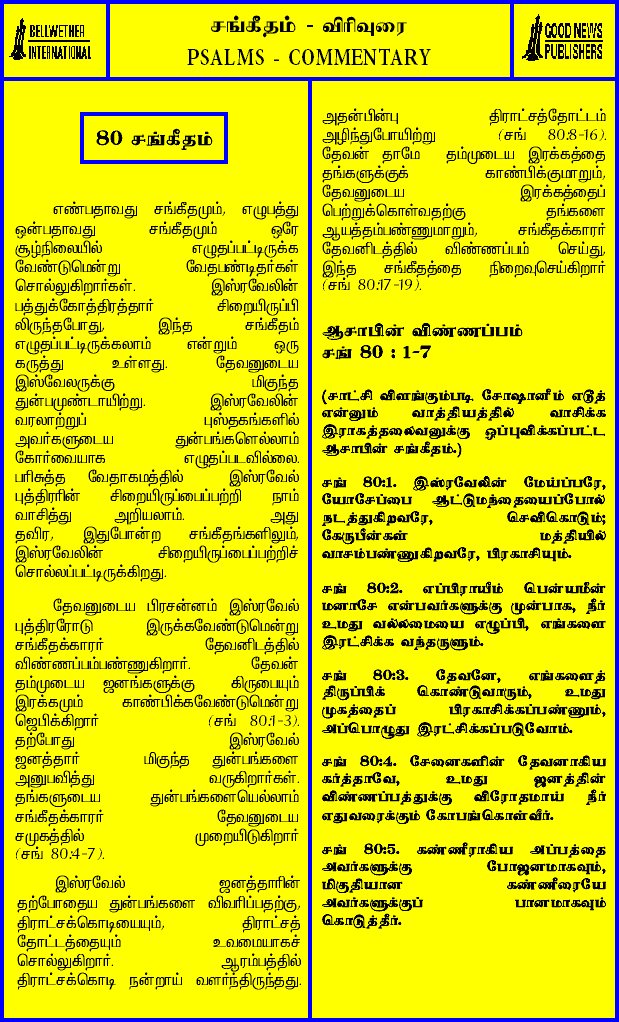 BELLWETHER
INTERNATIONAL
சங்கீதம் - விரிவுரை
PSALMS - COMMENTARY
GOOD NEWS
PUBLISHERS
80 சங்கீதம்
எண்பதாவது சங்கீதமும், எழுபத்து
ஒன்பதாவது சங்கீதமும் ஒரே
சூழ்நிலையில் எழுதப்பட்டிருக்க
வேண்டுமென்று வேதபண்டிதர்கள்
சொல்லுகிறார்கள். இஸ்ரவேலின்
பத்துக்கோத்திரத்தார் சிறையிருப்பி
லிருந்தபோது, இந்த சங்கீதம்
எழுதப்பட்டிருக்கலாம் என்றும் ஒரு
கருத்து உள்ளது. தேவனுடைய
இஸ்வேலருக்கு மிகுந்த
துன்பமுண்டாயிற்று. இஸ்ரவேலின்
வரலாற்றுப் புஸ்தகங்களில்
அவர்களுடைய துன்பங்களெல்லாம்
கோர்வையாக எழுதப்படவில்லை.
பரிசுத்த வேதாகமத்தில் இஸ்ரவேல்
புத்திரரின் சிறையிருப்பைப்பற்றி நாம்
வாசித்து அறியலாம். அது
தவிர, இதுபோன்ற சங்கீதங்களிலும்,
இஸ்ரவேலின் சிறையிருப்பைப்பற்றிச்
சொல்லப்பட்டிருக்கிறது.
தேவனுடைய பிரசன்னம் இஸ்ரவேல்
புத்திரரோடு இருக்கவேண்டுமென்று
சங்கீதக்காரர் தேவனிடத்தில்
விண்ணப்பம்பண்ணுகிறார். தேவன்
தம்முடைய ஜனங்களுக்கு கிருபையும்
இரக்கமும் காண்பிக்கவேண்டுமென்று
ஜெபிக்கிறார் (சங் 80:1-3).
தற்போது இஸ்ரவேல்
ஜனத்தார் மிகுந்த துன்பங்களை
அனுபவித்து வருகிறார்கள்.
தங்களுடைய துன்பங்களையெல்லாம்
சங்கீதக்காரர் தேவனுடைய
சமுகத்தில் முறையிடுகிறார்
(சங் 80:4-7).
இஸ்ரவேல் ஜனத்தாரின்
தற்போதைய துன்பங்களை விவரிப்பதற்கு,
திராட்சக்கொடியையும், திராட்சத்
தோட்டத்தையும் உவமையாகச்
சொல்லுகிறார். ஆரம்பத்தில்
திராட்சக்கொடி நன்றாய் வளர்ந்திருந்தது.
அதன்பின்பு திராட்சத்தோட்டம்
அழிந்துபோயிற்று (சங் 80:8-16).
தேவன் தாமே தம்முடைய இரக்கத்தை
தங்களுக்குக் காண்பிக்குமாறும்,
தேவனுடைய இரக்கத்தைப்
பெற்றுக்கொள்வதற்கு தங்களை
ஆயத்தம்பண்ணுமாறும், சங்கீதக்காரர்
தேவனிடத்தில் விண்ணப்பம் செய்து,
இந்த சங்கீதத்தை நிறைவுசெய்கிறார்
(சங் 80:17-19).
ஆசாபின் விண்ணப்பம்
சங் 80 : 1-7
(சாட்சி விளங்கும்படி, சோஷானீம் எடூத்
என்னும் வாத்தியத்தில் வாசிக்க
இராகத்தலைவனுக்கு ஒப்புவிக்கப்பட்ட
ஆசாபின் சங்கீதம்.)
சங் 80:1. இஸ்ரவேலின் மேய்ப்பரே,
யோசேப்பை ஆட்டுமந்தையைப்போல்
நடத்துகிறவரே, செவிகொடும்;
கேருபீன்கள் மத்தியில்
வாசம்பண்ணுகிறவரே, பிரகாசியும்.
சங் 80:2. எப்பிராயீம் பென்யமீன்
மனாசே என்பவர்களுக்கு முன்பாக, நீர்
உமது வல்லமையை எழுப்பி, எங்களை
இரட்சிக்க வந்தருளும்.
சங் 80:3. தேவனே, எங்களைத்
திருப்பிக் கொண்டுவாரும், உமது
முகத்தைப் பிரகாசிக்கப்பண்ணும்,
அப்பொழுது இரட்சிக்கப்படுவோம்.
சங் 80:4. சேனைகளின் தேவனாகிய
கர்த்தாவே, உமது ஜனத்தின்
விண்ணப்பத்துக்கு விரோதமாய் நீர்
எதுவரைக்கும் கோபங்கொள்வீர்.
சங் 80:5. கண்ணீராகிய அப்பத்தை
அவர்களுக்கு போஜனமாகவும்,
மிகுதியான கண்ணீரையே
அவர்களுக்குப் பானமாகவும்
கொடுத்தீர்.